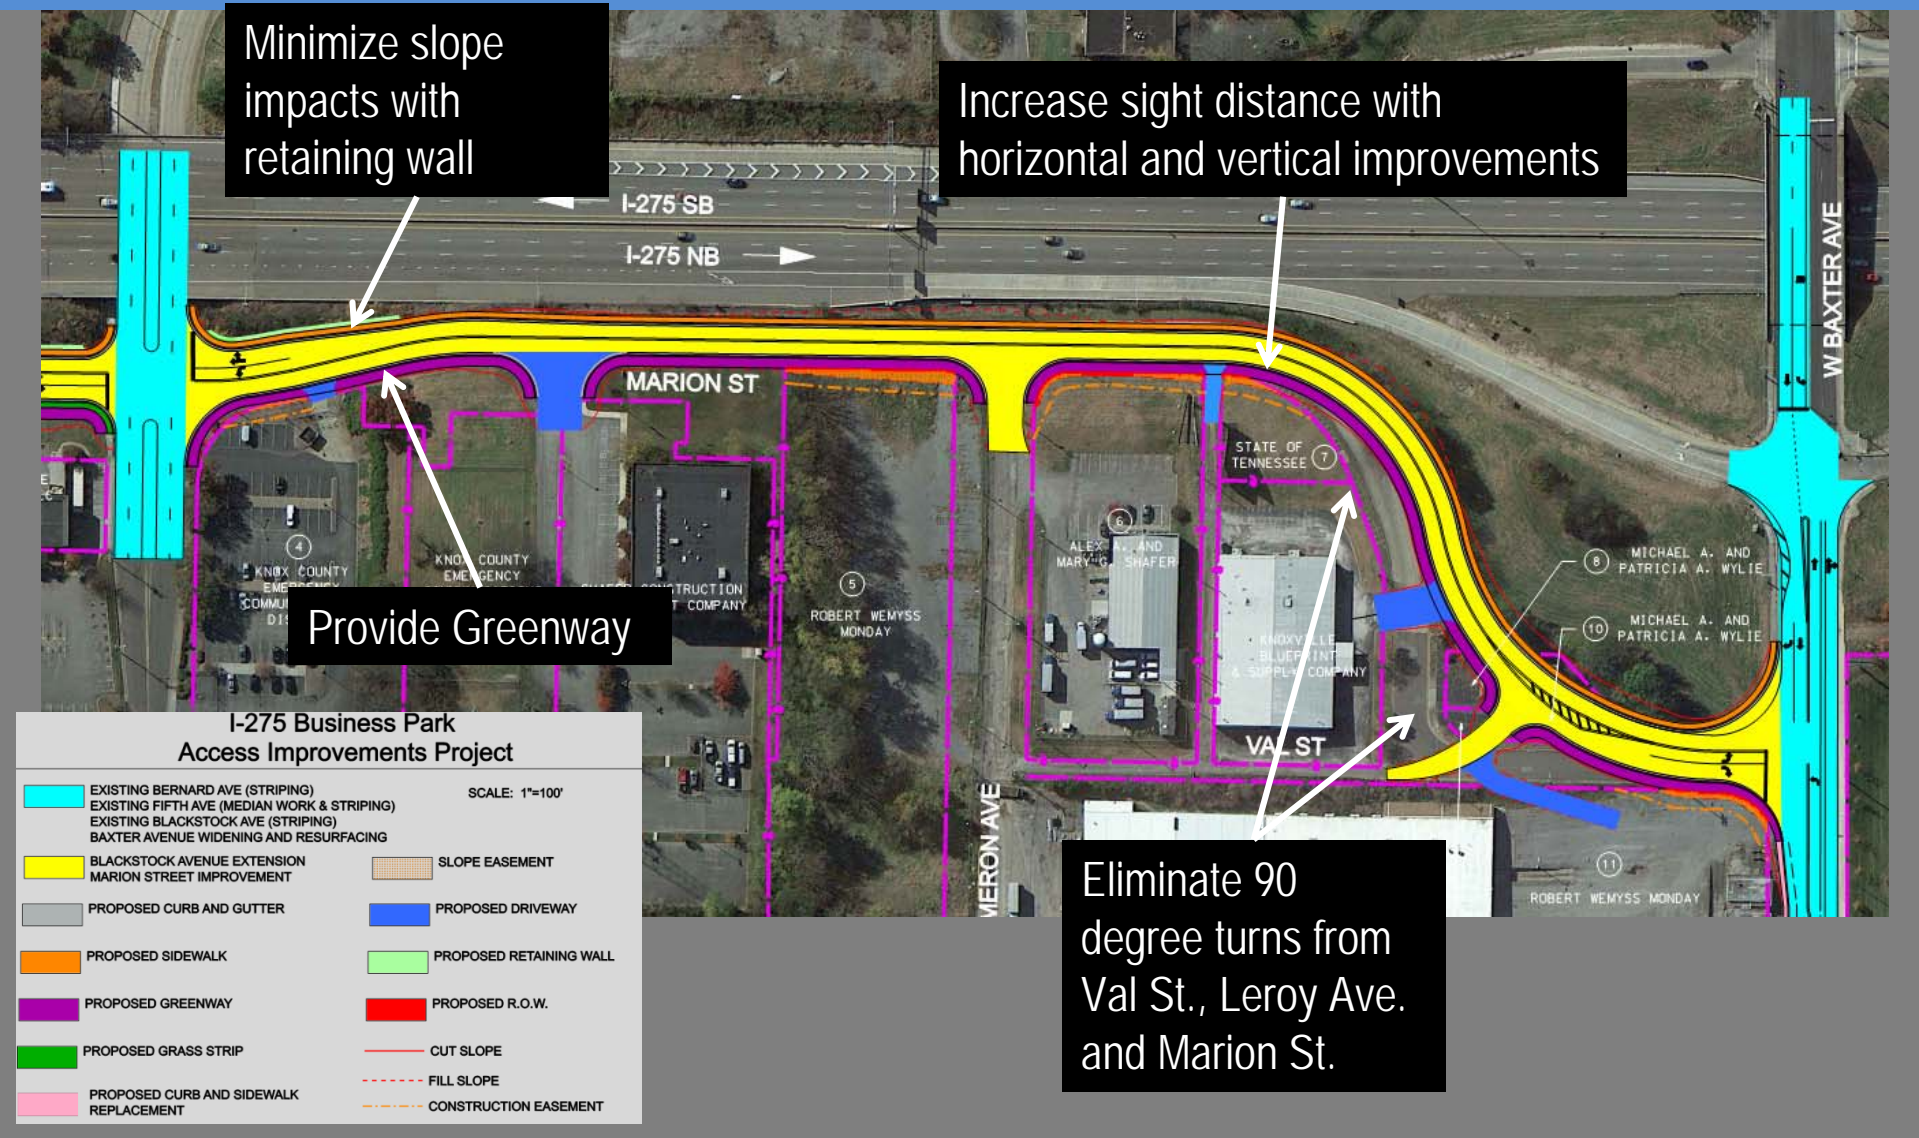 Minimize slope
impacts with
retaining wall
Increase sight distance with
horizontal and vertical improvements
I-275 SB
I-275 NB
W BAXTER AVE
MARION ST
STATE OF
TENNESSEE 7
4
KNOX COUNTY
KNOX COUNTY
EMERGENCY
6
ALEX A. AND
MARY G. SHAFER
5
ROBERT WEMYSS
MONDAY
8 MICHAEL A. AND
PATRICIA A. WYLIE
10 MICHAEL A. AND
PATRICIA A. WYLIE
Provide Greenway
KNOXVILLE
BLUEPRINT
& SUPPLY COMPANY
VAL ST
MERON AVE
11
ROBERT WEMYSS MONDAY
Eliminate 90
degree turns from
Val St., Leroy Ave.
and Marion St.
I-275 Business Park
Access Improvements Project
EXISTING BERNARD AVE (STRIPING)
EXISTING FIFTH AVE (MEDIAN WORK & STRIPING)
EXISTING BLACKSTOCK AVE (STRIPING)
BAXTER AVENUE WIDENING AND RESURFACING
SCALE: 1"=100'
BLACKSTOCK AVENUE EXTENSION
MARION STREET IMPROVEMENT
SLOPE EASEMENT
PROPOSED CURB AND GUTTER
PROPOSED DRIVEWAY
PROPOSED SIDEWALK
PROPOSED RETAINING WALL
PROPOSED GREENWAY
PROPOSED R.O.W.
PROPOSED GRASS STRIP
CUT SLOPE
FILL SLOPE
PROPOSED CURB AND SIDEWALK
REPLACEMENT
CONSTRUCTION EASEMENT